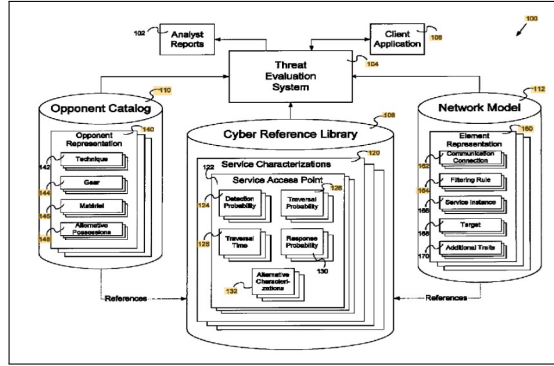 100
102
Analyst
Reports
Client
Application
106
Threat
Evaluation
System
104
110
Opponent Catalog
Opponent
Representation
140
142
Technique
144
Gear
146
Matériel
148
Alternative
Possessions
108
Cyber Reference Library
Service Characterizations
120
122
Service Access Point
124
Detection
Probability
126
Traversal
Probability
128
Traversal
Time
Response
Probability
130
132
Alternative
Characteri-
zations
112
Network Model
Element
Representation
160
162
Communication
Connection
164
Filtering Rule
166
Service Instance
168
Target
170
Additional Traits
References
References